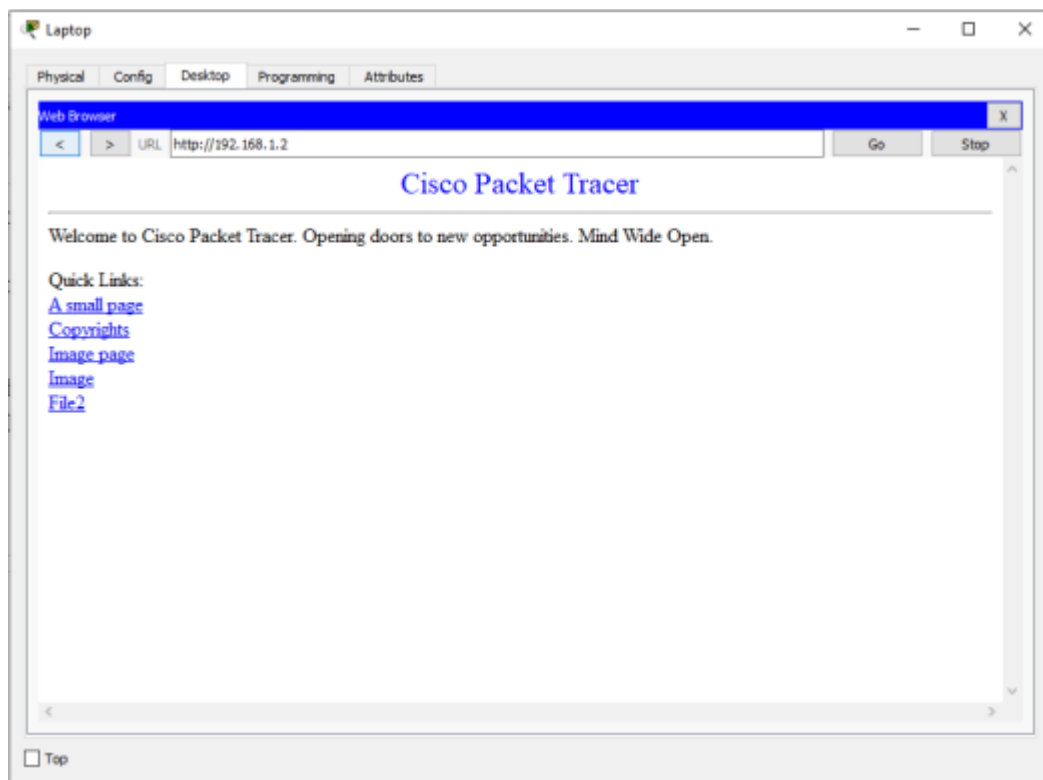 Laptop
Physical Config Desktop Programming Attributes
Web Browser X
< > URL http://192.168.1.2 Go Stop
Cisco Packet Tracer
Welcome to Cisco Packet Tracer. Opening doors to new opportunities. Mind Wide Open.
Quick Links:
A small page
Copyrights
Image page
Image
File2
Top